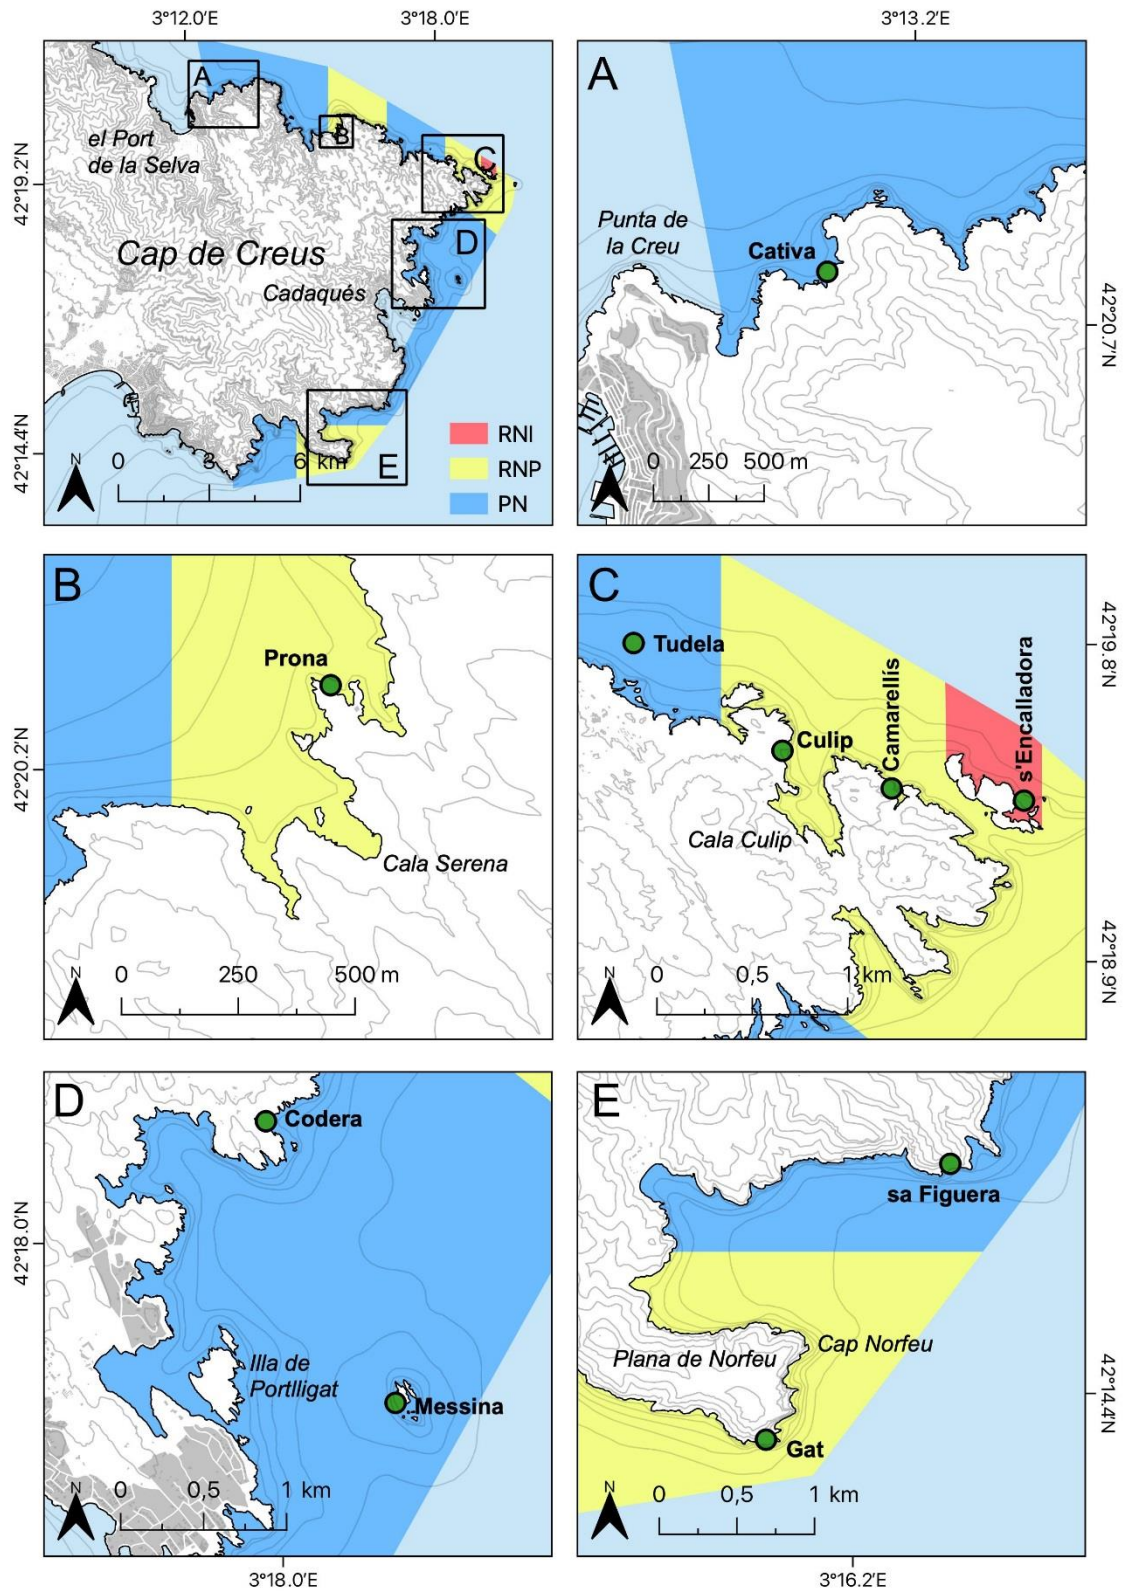 3°12.0′E
3°18.0′E
3°13.2′E
A
el Port
de la Selva
B
C
42°19.2′N
Cap de Creus
D
Cadaqués
42°14.4′N
N
0
3
6 km
E
RNI
RNP
PN
A
Punta de
la Creu
Cativa
42°20.7′N
N
0
250
500 m
B
Prona
42°20.2′N
Cala Serena
N
0
250
500 m
C
Tudela
Culip
Camarellis
s'Encalladora
42°19.8′N
Cala Culip
N
0
0,5
1 km
42°18.9′N
D
Codera
42°18.0′N
Illa de
Portlligat
Messina
N
0
0,5
1 km
3°18.0′E
E
sa Figuera
Plana de Norfeu
Cap Norfeu
42°14.4′N
Gat
N
0
0,5
1 km
3°16.2′E